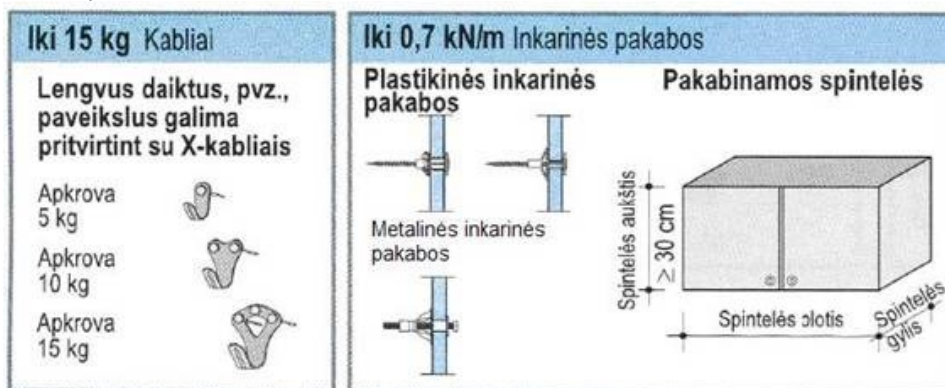 Iki 15 kg Kabliai
Lengvus daiktus, pvz.,
paveikslus galima
pritvirtint su X-kabliais
Apkrova
5 kg
Apkrova
10 kg
Apkrova
15 kg
Iki 0,7 kN/m Inkarinės pakabos
Plastikinės inkarinės
pakabos
Metalinės inkarinės
pakabos
Pakabinamos spintelės
Spintelės aukštis
≥ 30 cm
Spintelės plotis
Spintelės
gylis